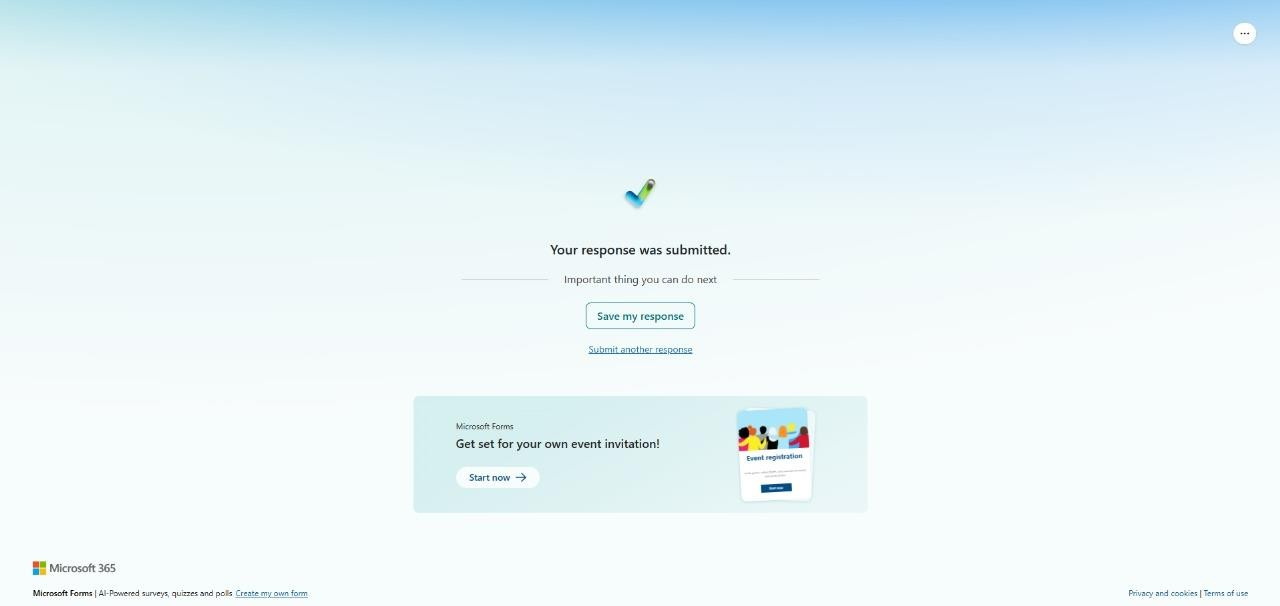 Your response was submitted.
Important thing you can do next
Save my response
Submit another response
Microsoft Forms
Get set for your own event invitation!
Start now
Event registration
Start now
Microsoft 365
Microsoft Forms | AI-Powered surveys, quizzes and polls Create my own form
Privacy and cookies | Terms of use